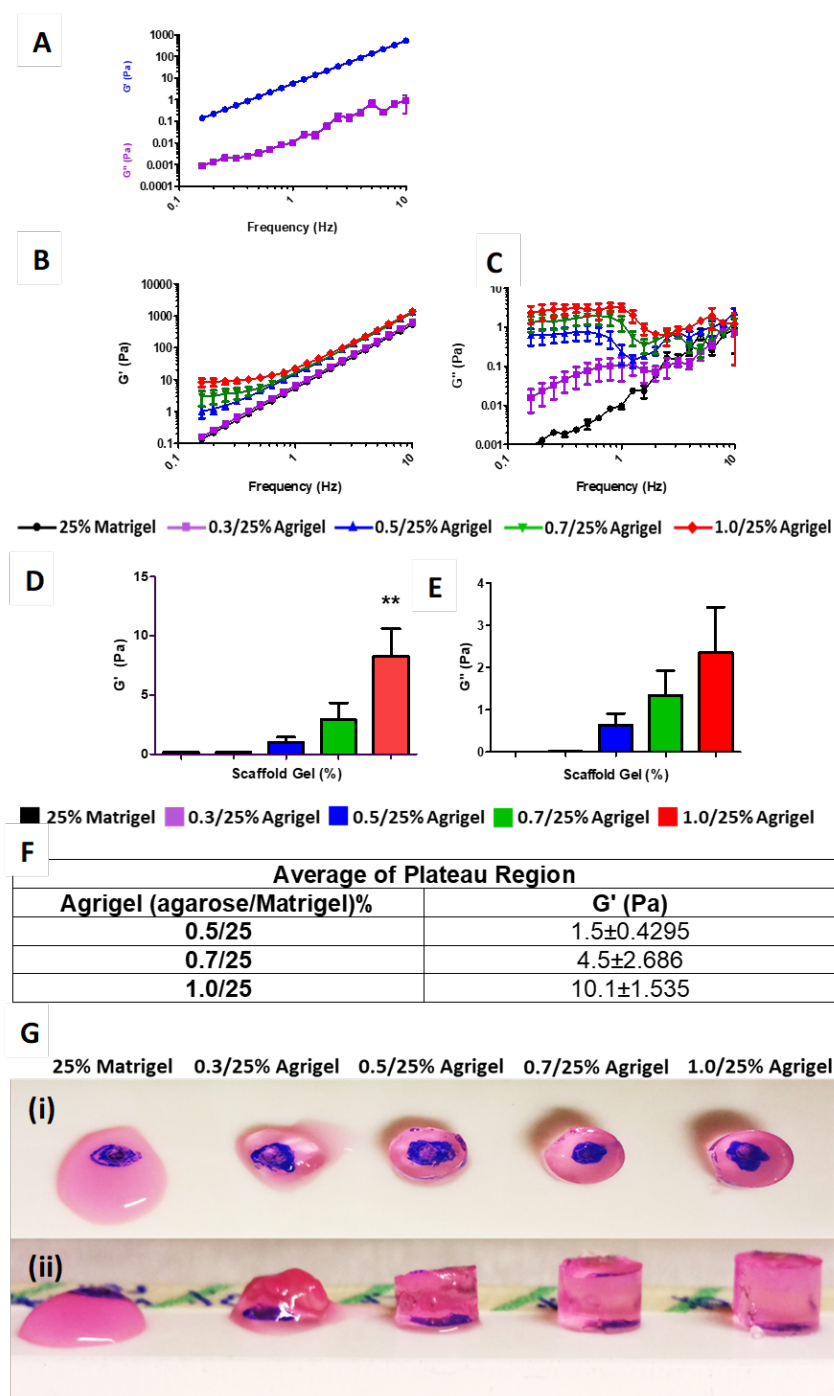 A
1000
100
10
1
0.1
0.01
0.001
0.0001
G' (Pa)
G'' (Pa)
0.1
1
10
Frequency (Hz)
B
10000
1000
100
10
1
0.1
G' (Pa)
0.1
1
10
Frequency (Hz)
C
10
1
0.1
0.01
0.001
G'' (Pa)
0.1
1
10
Frequency (Hz)
25% Matrigel 0.3/25% Agrigel 0.5/25% Agrigel 0.7/25% Agrigel 1.0/25% Agrigel
D
15
10
5
0
G' (Pa)
**
Scaffold Gel (%)
E
4
3
2
1
0
G'' (Pa)
Scaffold Gel (%)
25% Matrigel 0.3/25% Agrigel 0.5/25% Agrigel 0.7/25% Agrigel 1.0/25% Agrigel
F
Average of Plateau Region
Agrigel (agarose/Matrigel)% G' (Pa)
0.5/25 1.5±0.4295
0.7/25 4.5±2.686
1.0/25 10.1±1.535
G
25% Matrigel 0.3/25% Agrigel 0.5/25% Agrigel 0.7/25% Agrigel 1.0/25% Agrigel
(i)
(ii)